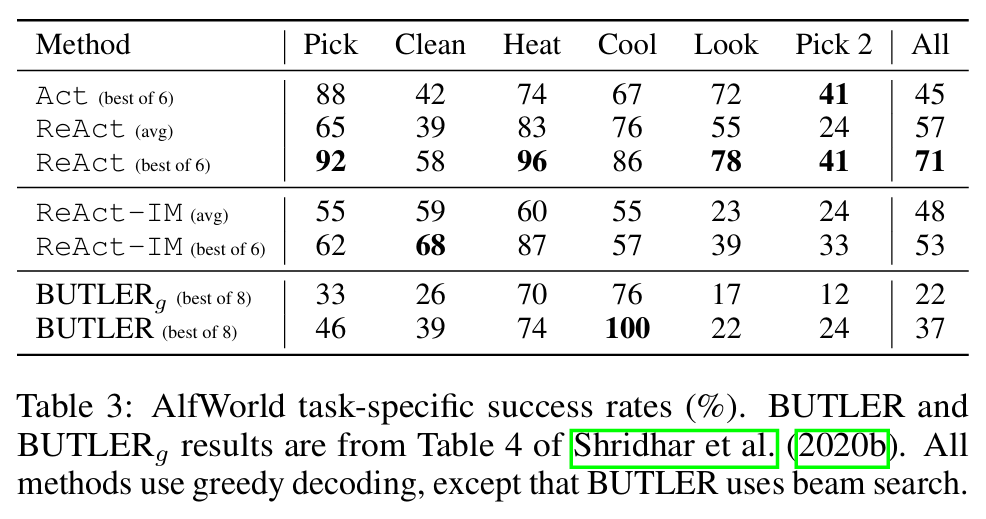 Method Pick Clean Heat Cool Look Pick 2 All
Act (best of 6) 88 42 74 67 72 41 45
ReAct (avg) 65 39 83 76 55 24 57
ReAct (best of 6) 92 58 96 86 78 41 71
ReAct-IM (avg) 55 59 60 55 23 24 48
ReAct-IM (best of 6) 62 68 87 57 39 33 53
BUTLERg (best of 8) 33 26 70 76 17 12 22
BUTLER (best of 8) 46 39 74 100 22 24 37
Table 3: AlfWorld task-specific success rates (%). BUTLER and
BUTLERg results are from Table 4 of Shridhar et al. (2020b). All
methods use greedy decoding, except that BUTLER uses beam search.